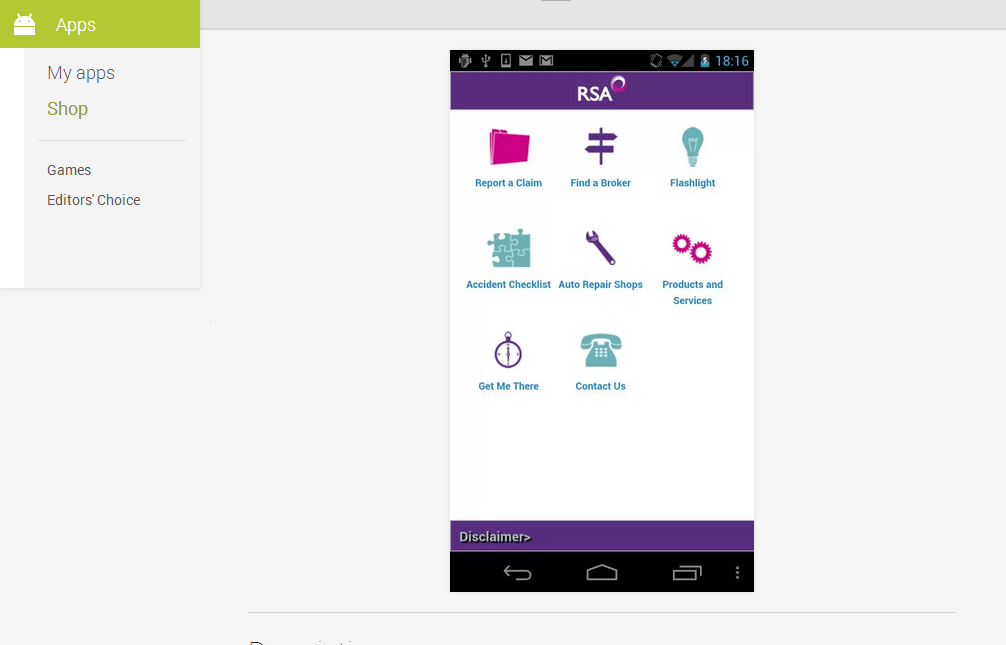 Apps
My apps
Shop
Games
Editors' Choice
18:16
RSA
Report a Claim
Find a Broker
Flashlight
Accident Checklist
Auto Repair Shops
Products and
Services
Get Me There
Contact Us
Disclaimer>